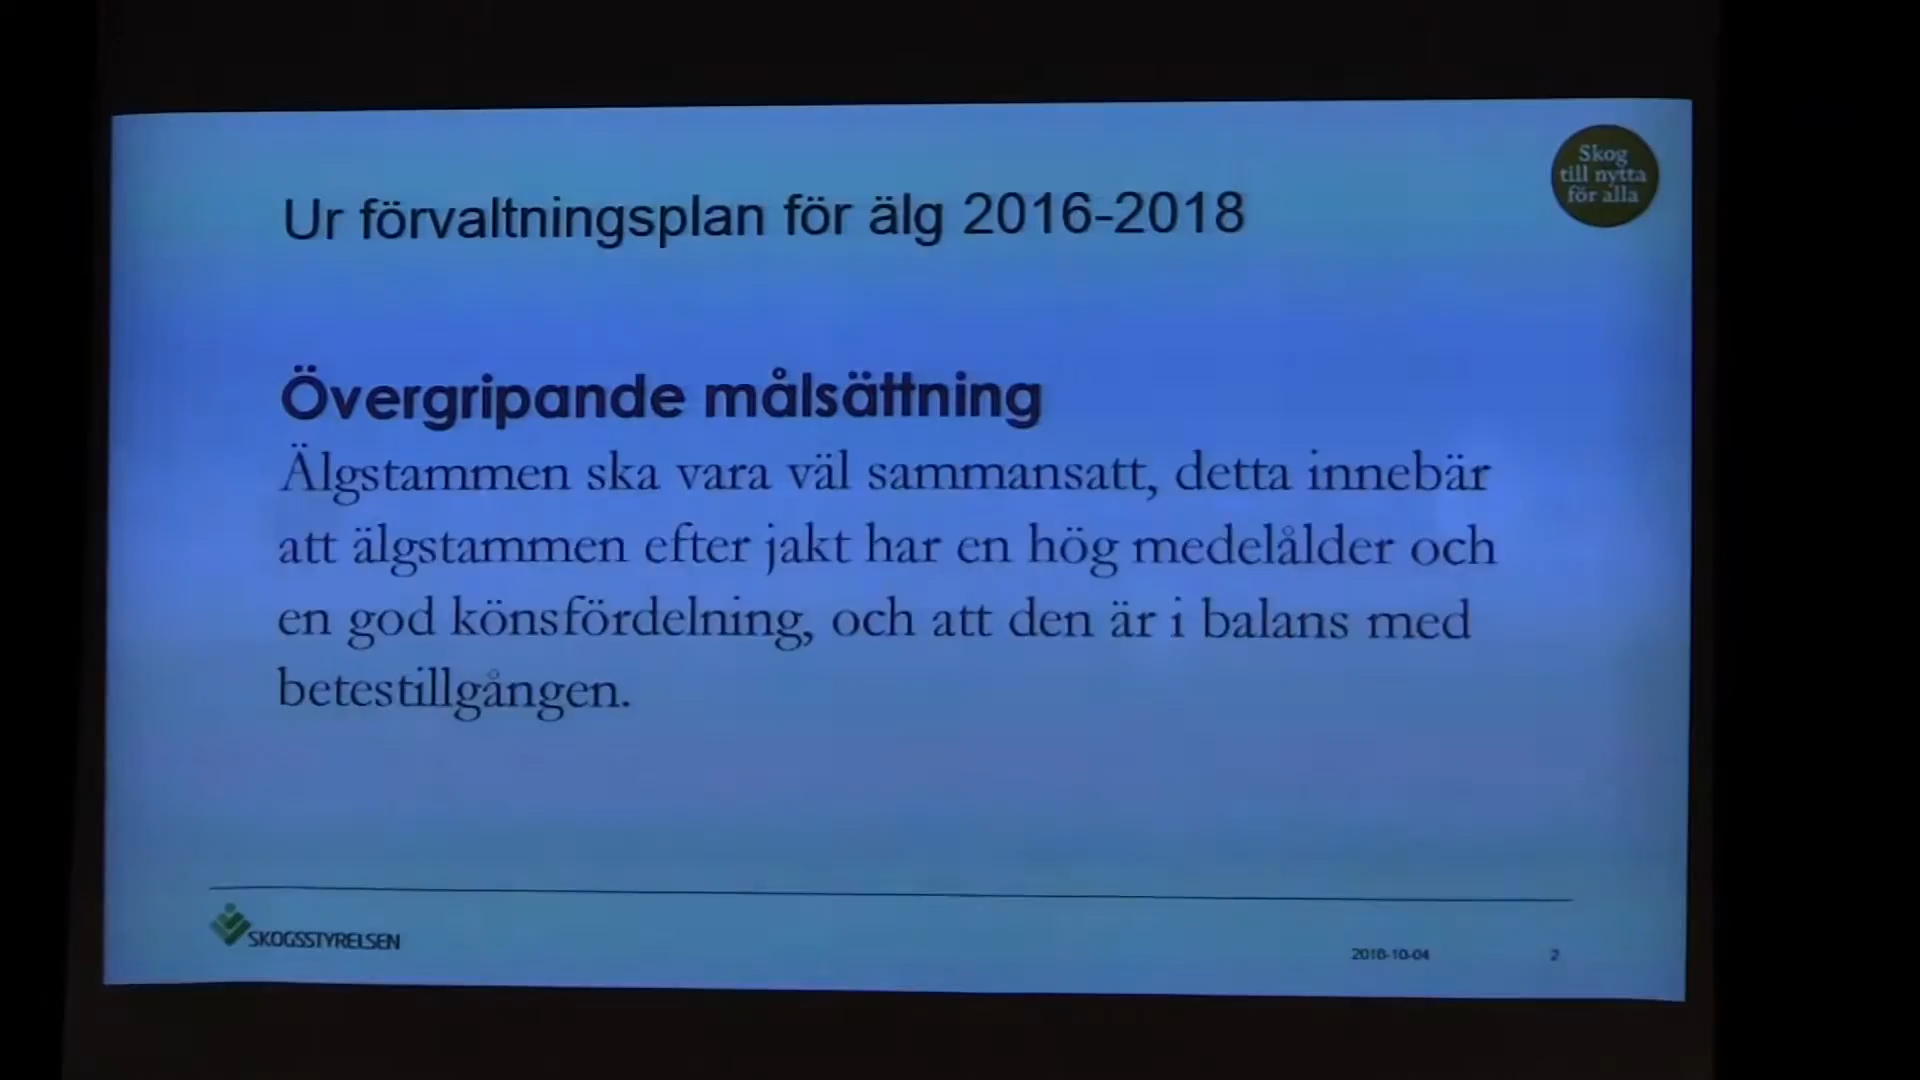 Skog
till nytta
för alla
Ur förvaltningsplan för älg 2016-2018
Övergripande målsättning
Älgstammen ska vara väl sammansatt, detta innebär
att älgstammen efter jakt har en hög medelålder och
en god könsfördelning, och att den är i balans med
betestillgången.
SKOGSSTYRELSEN
2